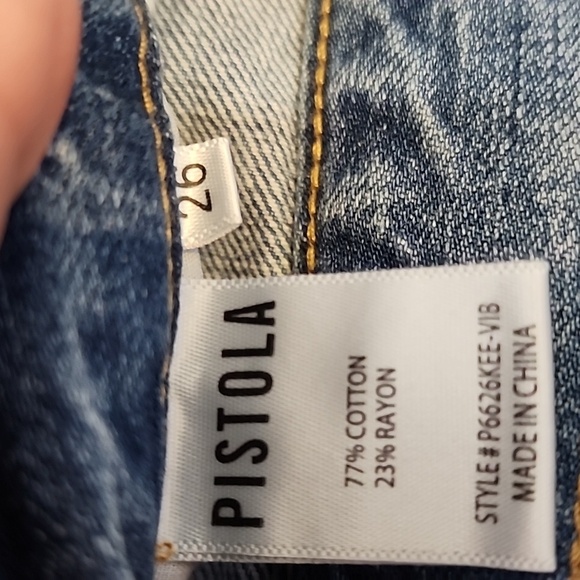 26
PISTOLA
77% COTTON
23% RAYON
STYLE # P6626KEE-VIB
MADE IN CHINA